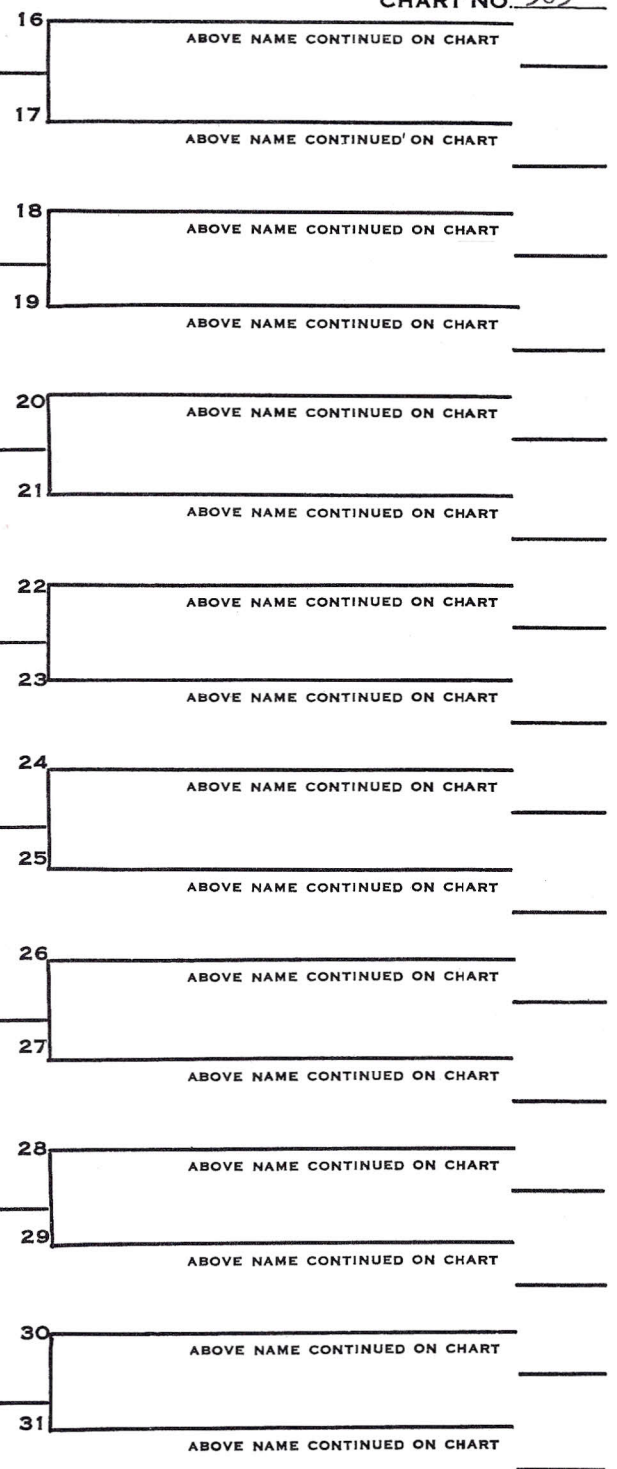 CHART NO.
16
ABOVE NAME CONTINUED ON CHART
17
ABOVE NAME CONTINUED' ON CHART
18
ABOVE NAME CONTINUED ON CHART
19
ABOVE NAME CONTINUED ON CHART
20
ABOVE NAME CONTINUED ON CHART
21
ABOVE NAME CONTINUED ON CHART
22
ABOVE NAME CONTINUED ON CHART
23
ABOVE NAME CONTINUED ON CHART
24
ABOVE NAME CONTINUED ON CHART
25
ABOVE NAME CONTINUED ON CHART
26
ABOVE NAME CONTINUED ON CHART
27
ABOVE NAME CONTINUED ON CHART
28
ABOVE NAME CONTINUED ON CHART
29
ABOVE NAME CONTINUED ON CHART
30
ABOVE NAME CONTINUED ON CHART
31
ABOVE NAME CONTINUED ON CHART